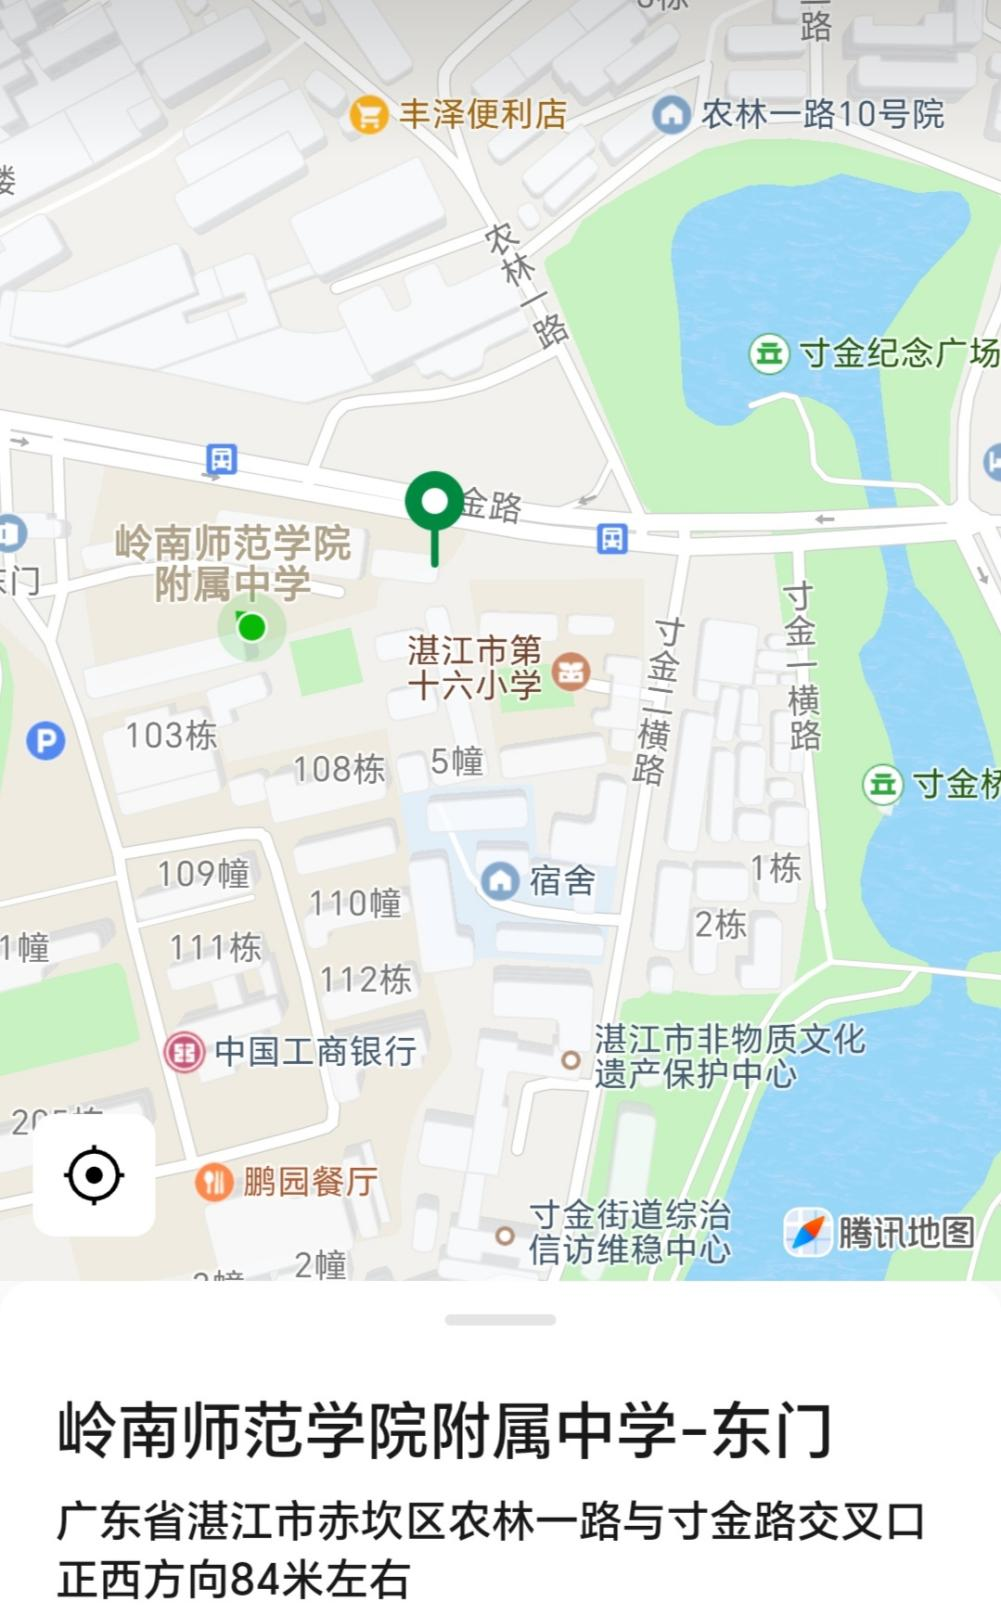 路
丰泽便利店
农林一路10号院
楼
农林一路
寸金纪念广场
金路
岭南师范学院
附属中学
东门
湛江市第
十六小学
寸金二横路
寸金一横路
103栋
108栋
5幢
寸金桥
109幢
宿舍
1栋
110幢
2栋
1幢
111栋
112栋
中国工商银行
湛江市非物质文化
遗产保护中心
鹏园餐厅
寸金街道综治
信访维稳中心
腾讯地图
2幢
岭南师范学院附属中学-东门
广东省湛江市赤坎区农林一路与寸金路交叉口
正西方向84米左右